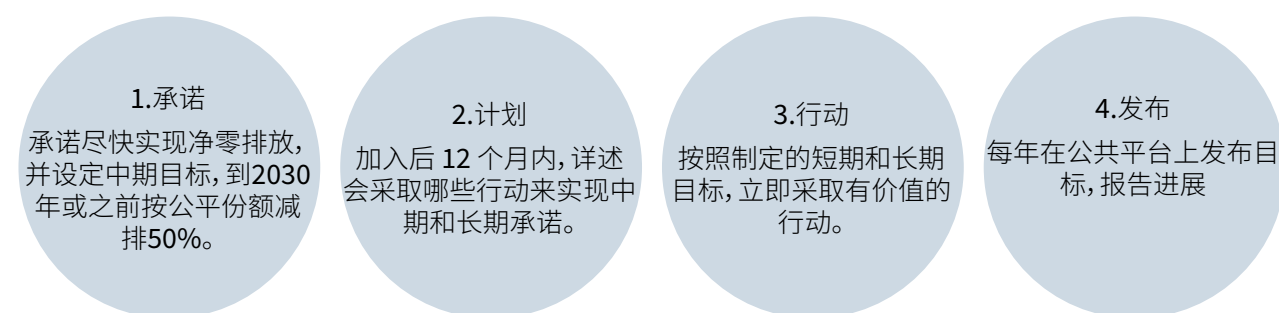 1.承诺
承诺尽快实现净零排放，
并设定中期目标，到2030
年或之前按公平份额减
排50%。
2.计划
加入后 12 个月内，详述
会采取哪些行动来实现中
期和长期承诺。
3.行动
按照制定的短期和长期
目标，立即采取有价值的
行动。
4.发布
每年在公共平台上发布目
标，报告进展